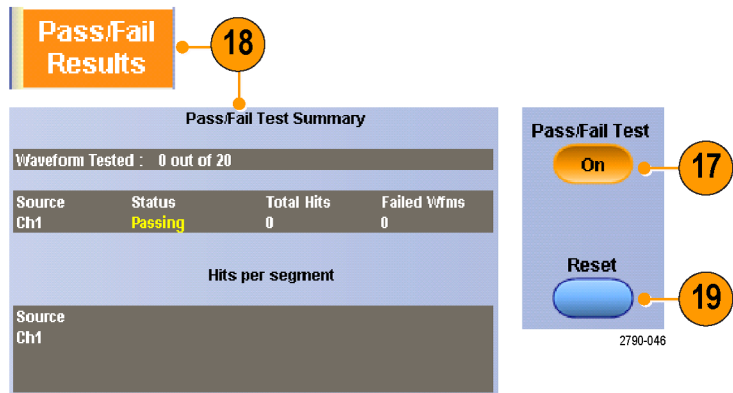 Pass/Fail
Results
18
Pass/Fail Test Summary
Waveform Tested : 0 out of 20
Source Status Total Hits Failed Wfms
Ch1 Passing 0 0
Hits per segment
Source
Ch1
Pass/Fail Test
On
17
Reset
19
2790-046